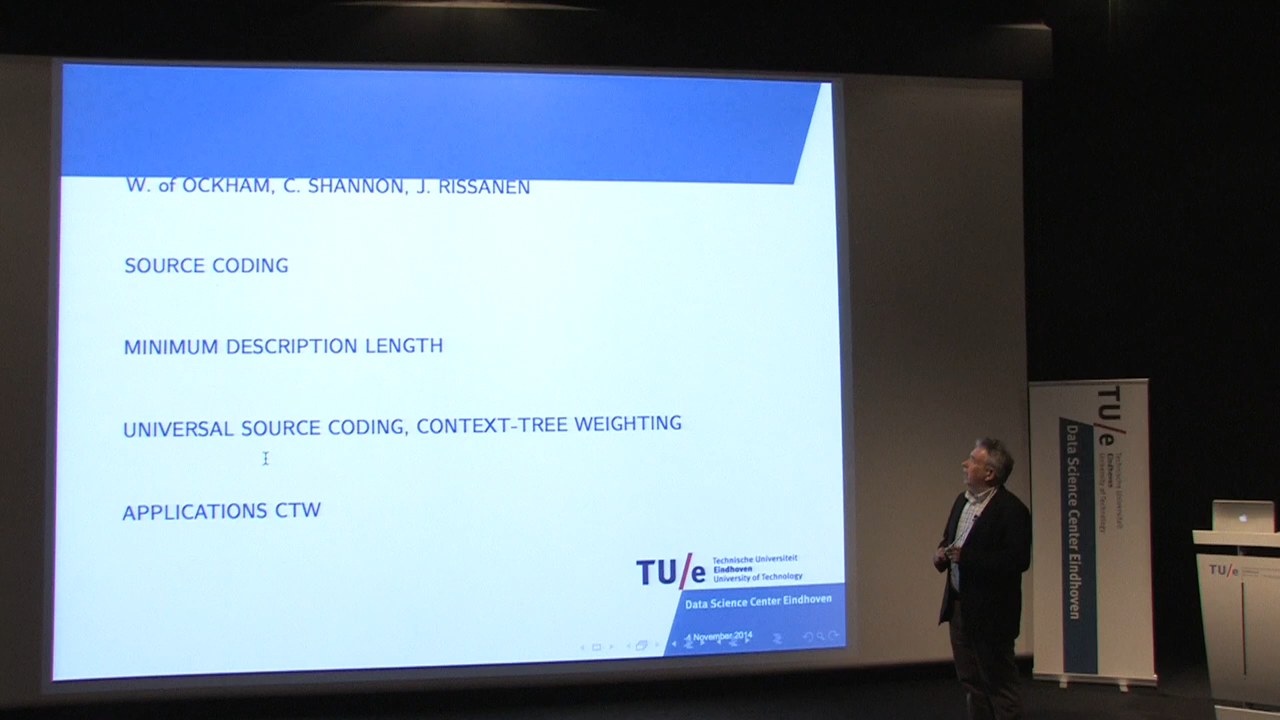 W. of OCKHAM, C. SHANNON, J. RISSANEN
SOURCE CODING
MINIMUM DESCRIPTION LENGTH
UNIVERSAL SOURCE CODING, CONTEXT-TREE WEIGHTING
APPLICATIONS CTW
TU/e
Technische Universiteit
Eindhoven
University of Technology
Data Science Center Eindhoven
4 November 2014
TU/e
Technische Universiteit
Eindhoven
University of Technology
Data Science Center Eindhoven
TU/e